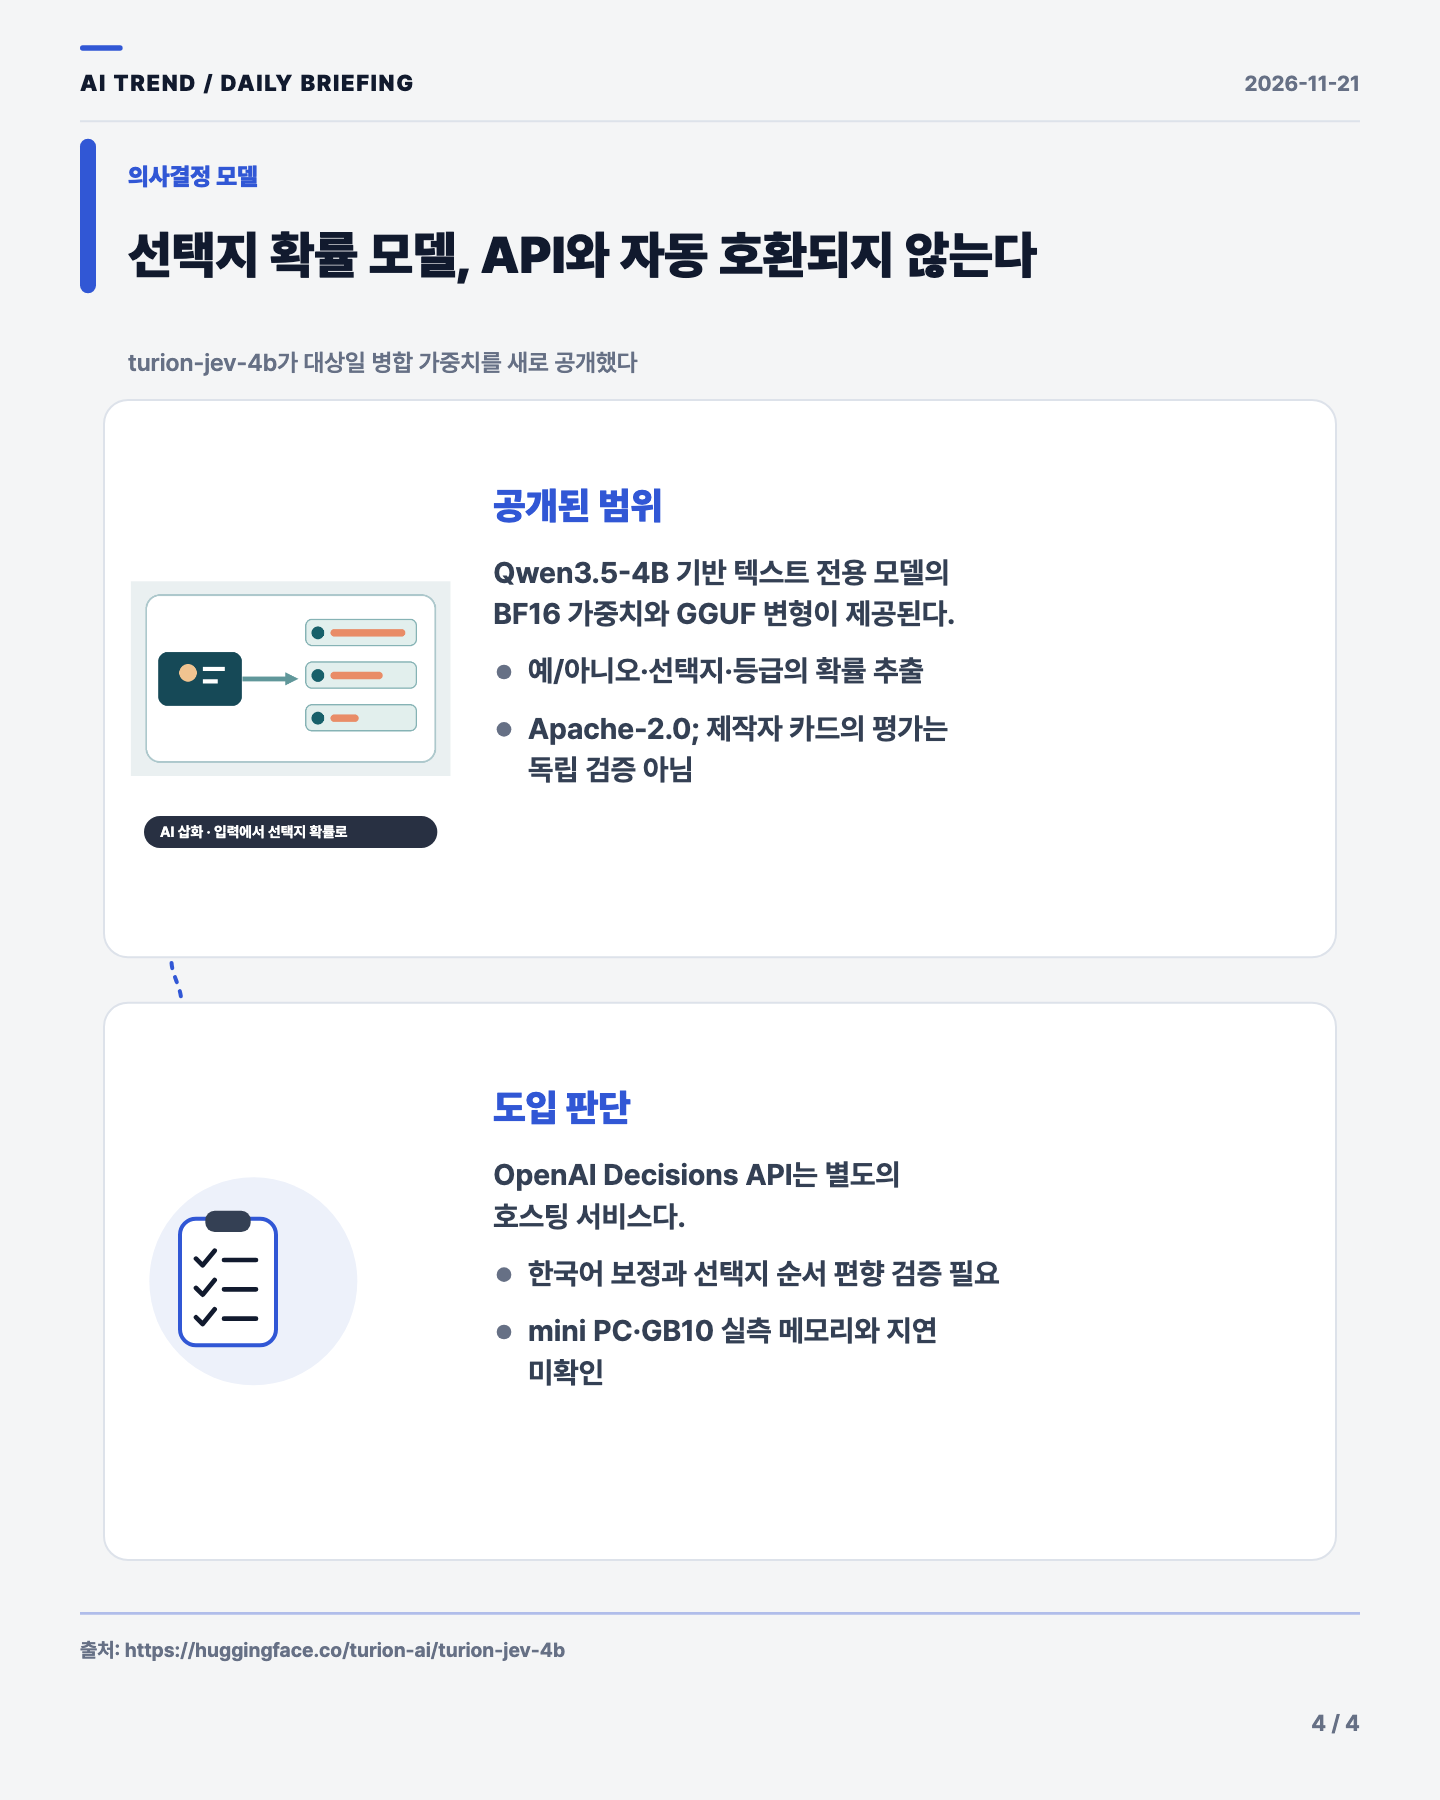 AI TREND / DAILY BRIEFING
2026-11-21
의사결정 모델
선택지 확률 모델, API와 자동 호환되지 않는다
turion-jev-4b가 대상일 병합 가중치를 새로 공개했다
공개된 범위
Qwen3.5-4B 기반 텍스트 전용 모델의
BF16 가중치와 GGUF 변형이 제공된다.
예/아니오·선택지·등급의 확률 추출
Apache-2.0; 제작자 카드의 평가는
독립 검증 아님
AI 삽화 · 입력에서 선택지 확률로
도입 판단
OpenAI Decisions API는 별도의
호스팅 서비스다.
한국어 보정과 선택지 순서 편향 검증 필요
mini PC·GB10 실측 메모리와 지연
미확인
출처: https://huggingface.co/turion-ai/turion-jev-4b
4 / 4